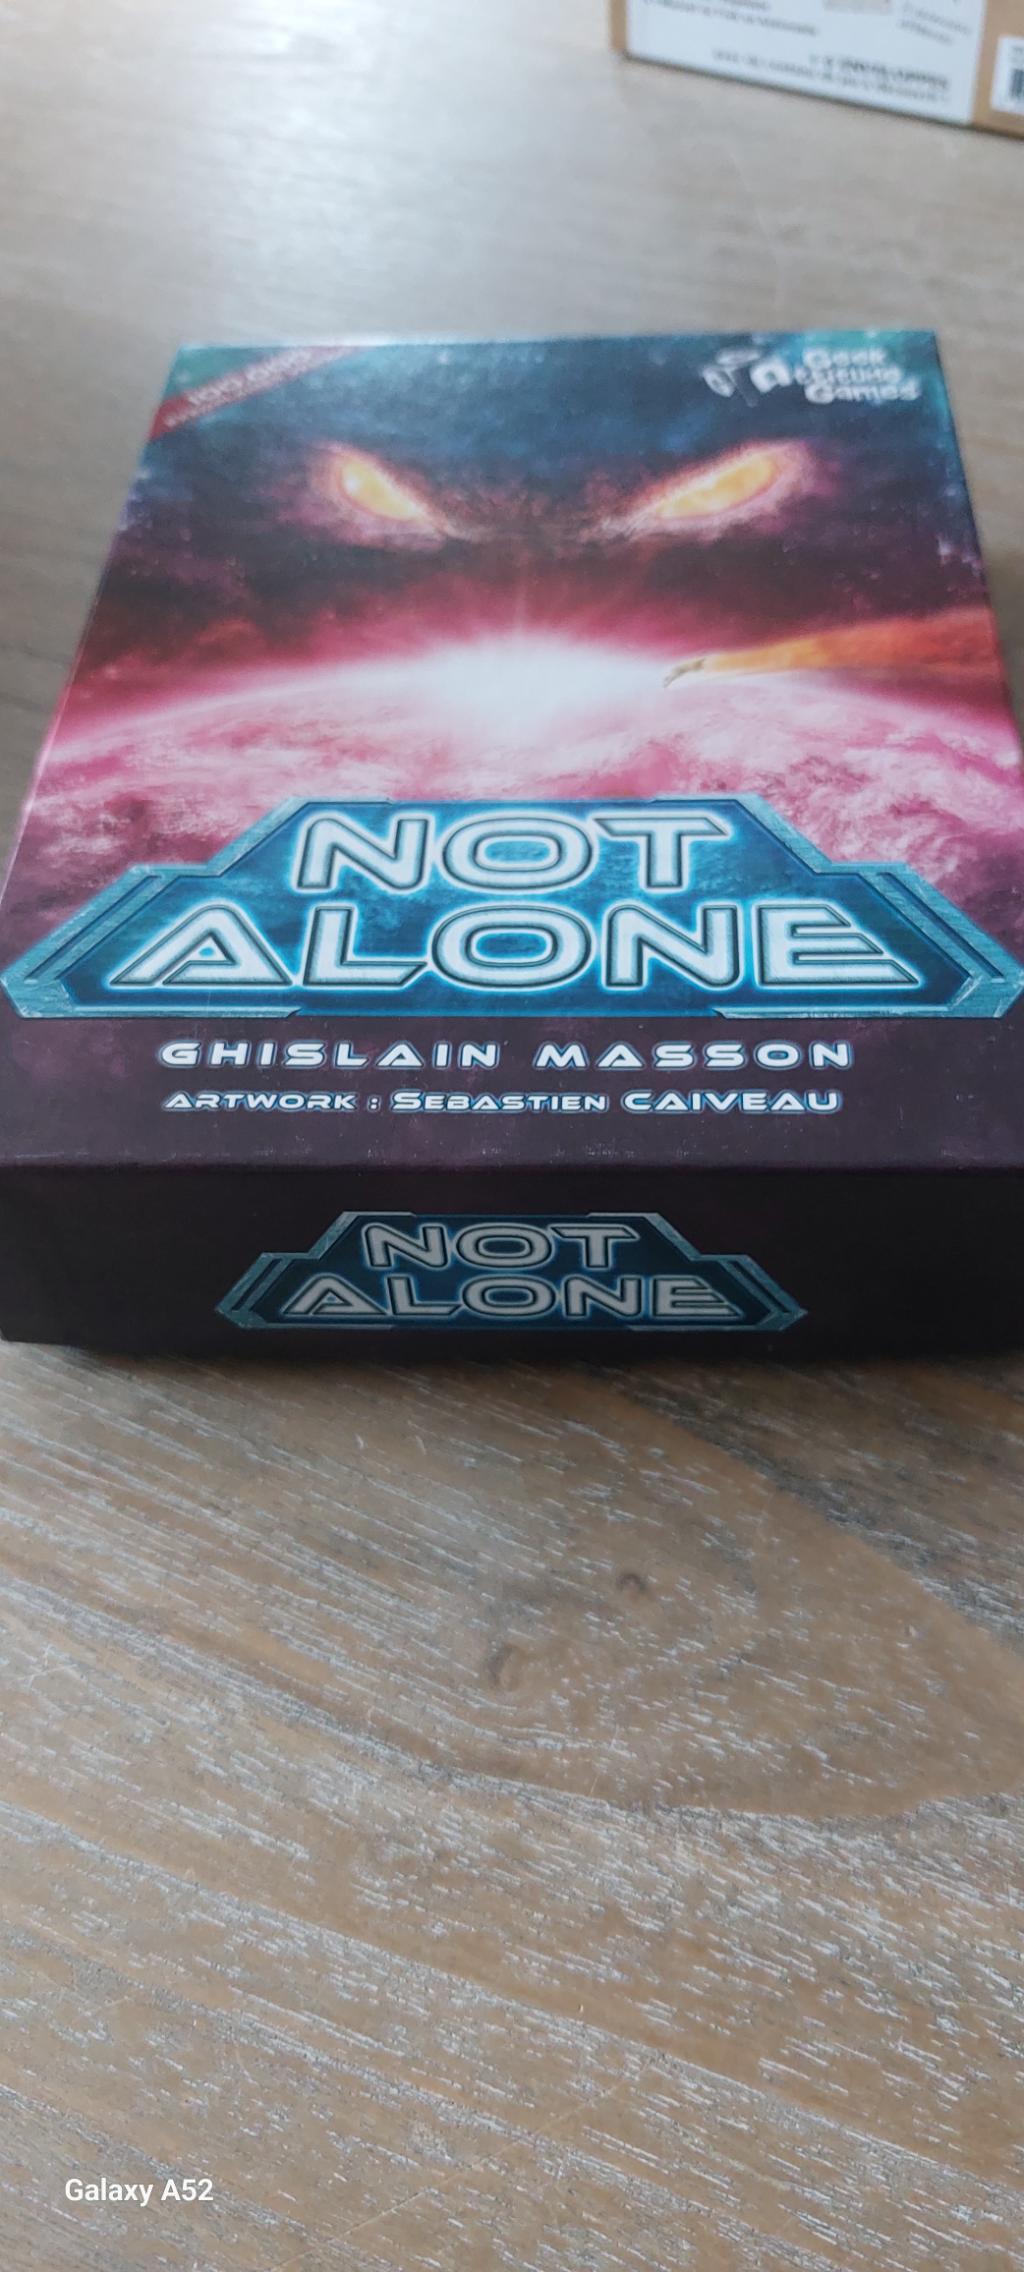 Geek
Attitude
Games
NOT
ALONE
GHISLAIN MASSON
ARTWORK : SEBASTIEN CAIVEAU
NOT
ALONE
Galaxy A52